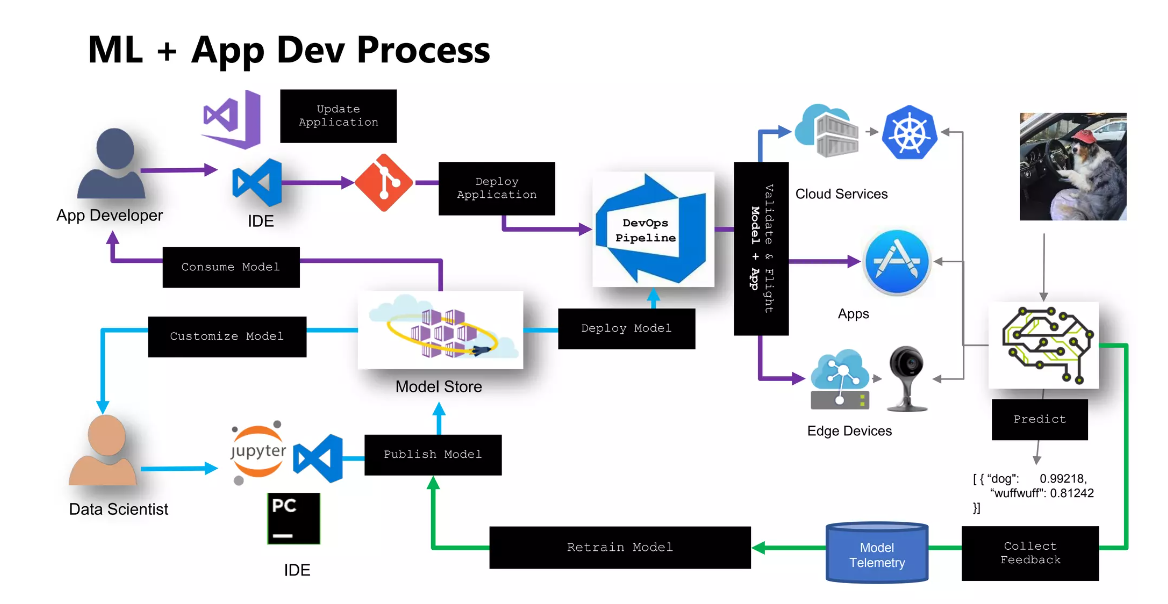 ML + App Dev Process
Update
Application
App Developer
IDE
Deploy
Application
DevOps
Pipeline
Validate & Flight
Model + App
Cloud Services
Apps
Edge Devices
Consume Model
Customize Model
Model Store
Deploy Model
Data Scientist
jupyter
PC
IDE
Publish Model
Retrain Model
Model
Telemetry
Collect
Feedback
Predict
[ { “dog": 0.99218,
“wuffwuff": 0.81242
}]